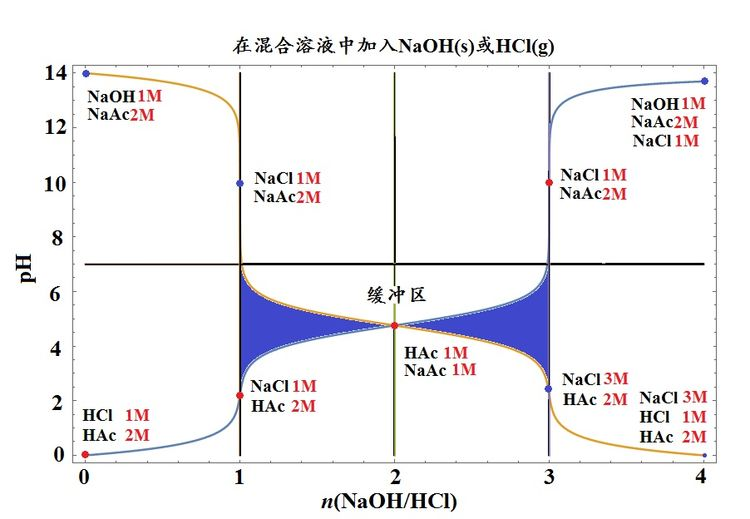 在混合溶液中加入NaOH(s)或HCl(g)
14
12
10
8
6
4
2
0
pH
NaOH 1M
NaAc 2M
NaOH 1M
NaAc 2M
NaCl 1M
NaCl 1M
NaAc 2M
NaCl 1M
NaAc 2M
缓冲区
HAc 1M
NaAc 1M
NaCl 1M
HAc 2M
NaCl 3M
HAc 2M
HCl 1M
HAc 2M
NaCl 3M
HCl 1M
HAc 2M
0 1 2 3 4
n(NaOH/HCl)